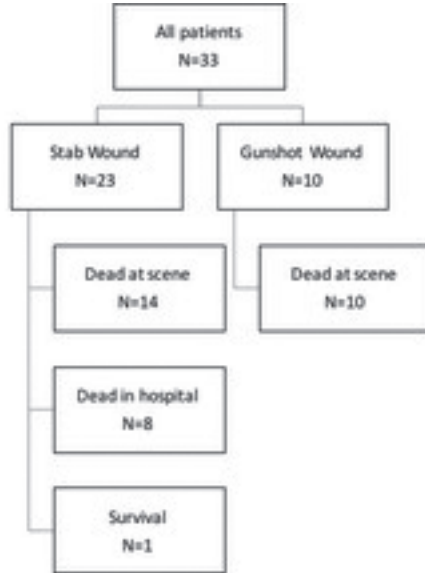 All patients
N=33
Stab Wound
N=23
Gunshot Wound
N=10
Dead at scene
N=14
Dead at scene
N=10
Dead in hospital
N=8
Survival
N=1